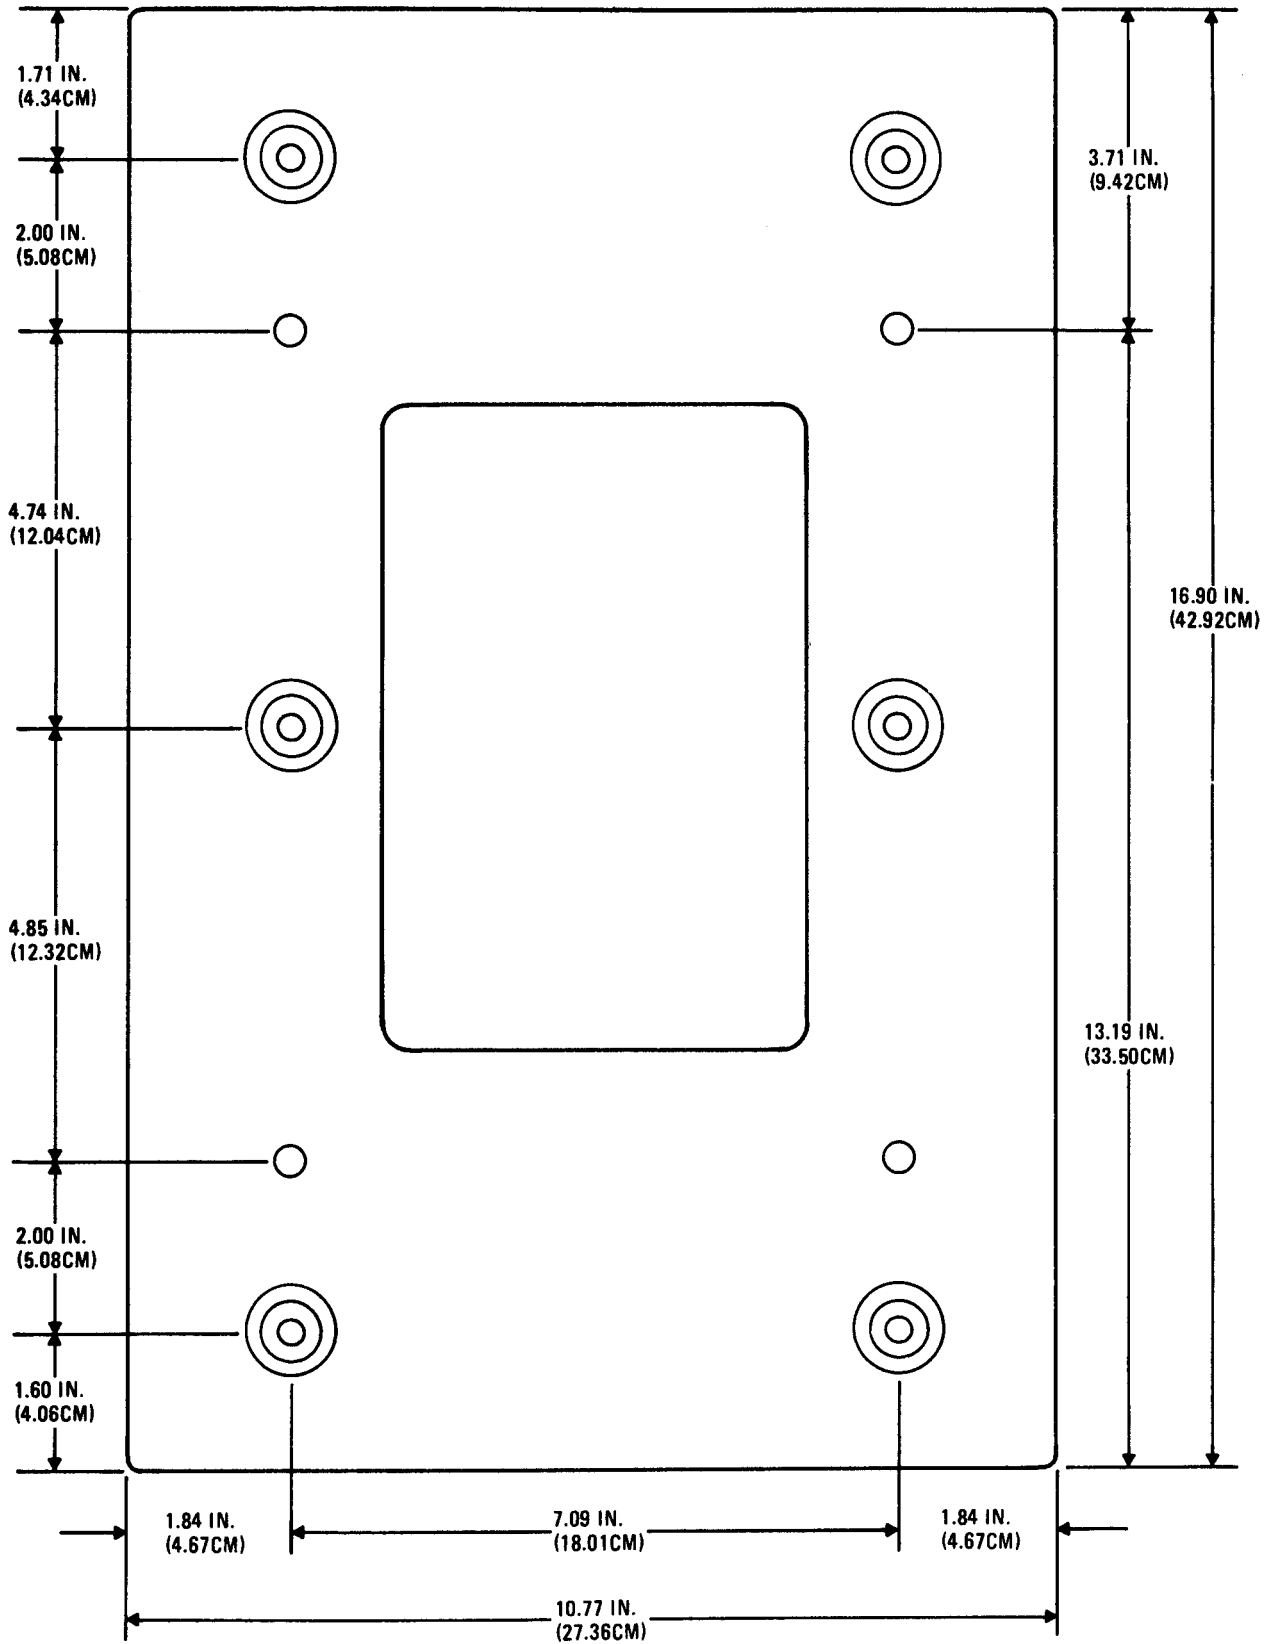 1.71 IN.
(4.34CM)
2.00 IN.
(5.08CM)
4.74 IN.
(12.04CM)
4.85 IN.
(12.32CM)
2.00 IN.
(5.08CM)
1.60 IN.
(4.06CM)
3.71 IN.
(9.42CM)
16.90 IN.
(42.92CM)
13.19 IN.
(33.50CM)
1.84 IN.
(4.67CM)
7.09 IN.
(18.01CM)
1.84 IN.
(4.67CM)
10.77 IN.
(27.36CM)